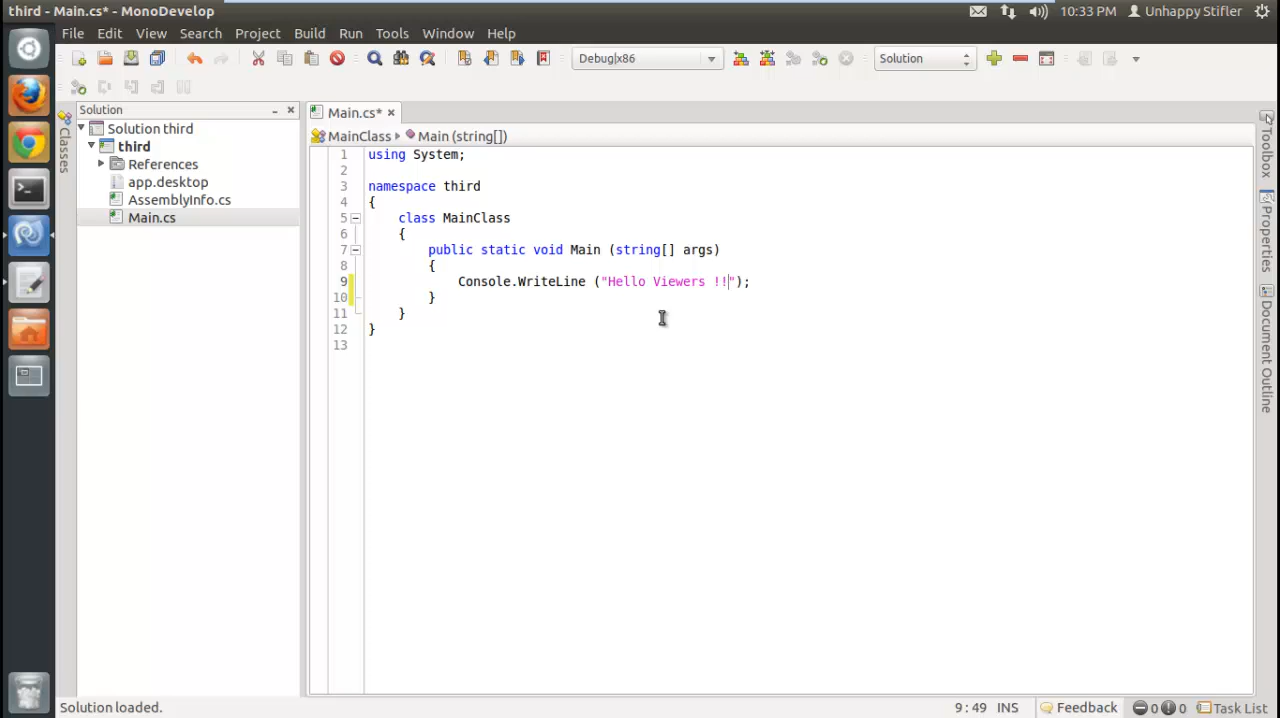 third - Main.cs* - MonoDevelop 10:33 PM Unhappy Stifler
File Edit View Search Project Build Run Tools Window Help
Debug|x86 Solution
Solution Main.cs*
MainClass Main (string[])
Solution third
third
References
app.desktop
AssemblyInfo.cs
Main.cs
Classes
1 using System;
2
3 namespace third
4 {
5 class MainClass
6 {
7 public static void Main (string[] args)
8 {
9 Console.WriteLine ("Hello Viewers !!");
10 }
11 }
12 }
13
Toolbox
Properties
Document Outline
Solution loaded. 9 : 49 INS Feedback 0 0 Task List